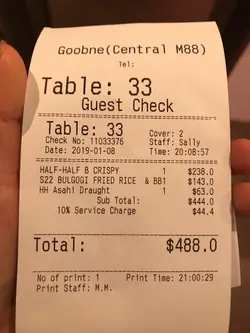 Goobne(Central M88)
Tel:
Table: 33
Guest Check
Table: 33 Cover: 2
Check No: 11033376 Staff: Sally
Date: 2019-01-08 Time: 20:08:57
HALF-HALF B CRISPY 1 $238.0
S22 BULGOGI FRIED RICE & BB1 1 $143.0
HH Asahl Draught 1 $63.0
Sub Total: $444.0
10% Service Charge $44.4
Total: $488.0
No of print: 1 Print Time: 21:00:29
Print Staff: M.M.